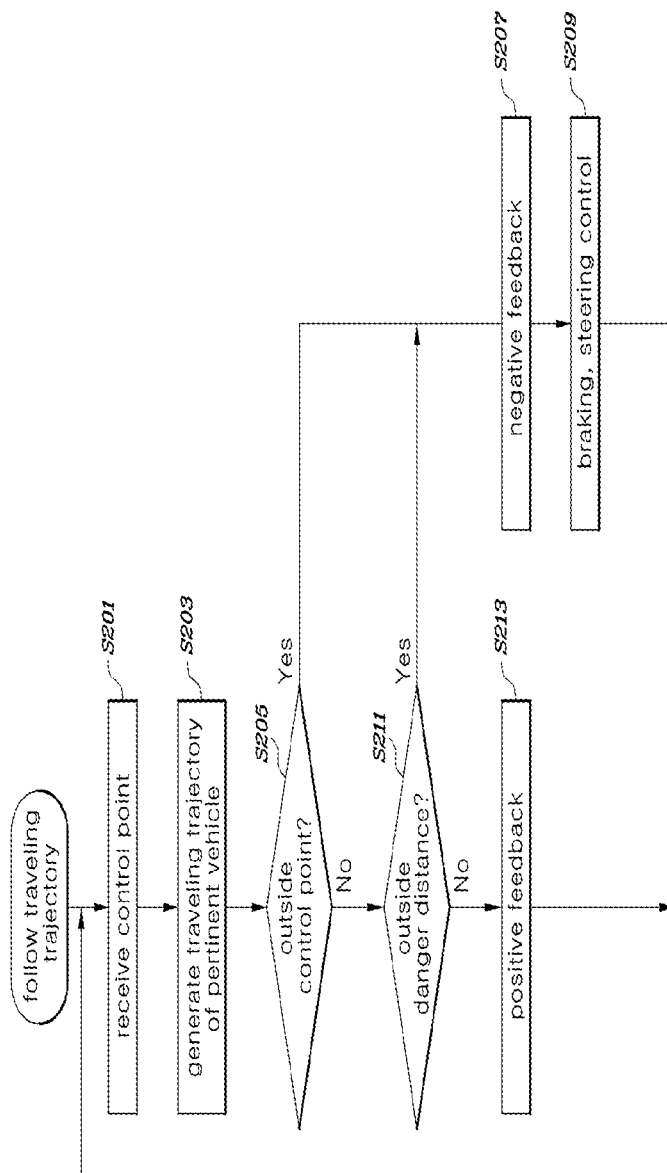 follow traveling
trajectory
S201
receive control point
S203
generate traveling trajectory
of pertinent vehicle
S205
outside
control point?
Yes
No
S211
outside
danger distance?
Yes
No
S213
positive feedback
S207
negative feedback
S209
braking, steering control